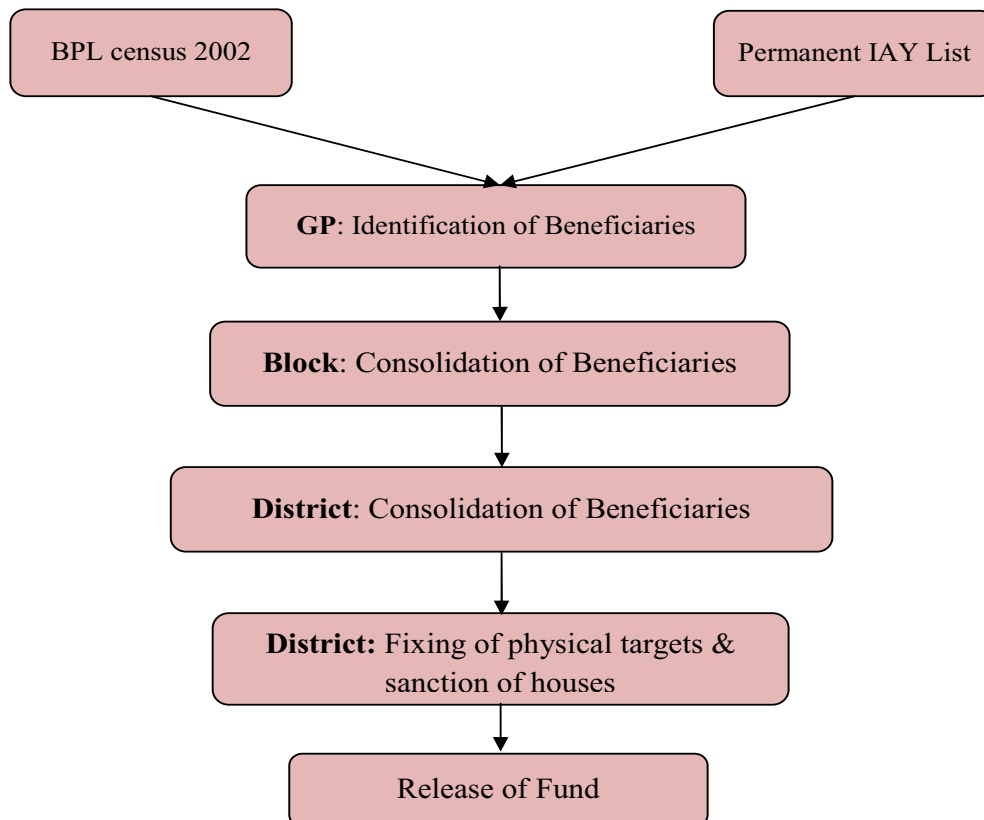 BPL census 2002
Permanent IAY List
GP: Identification of Beneficiaries
Block: Consolidation of Beneficiaries
District: Consolidation of Beneficiaries
District: Fixing of physical targets &
sanction of houses
Release of Fund